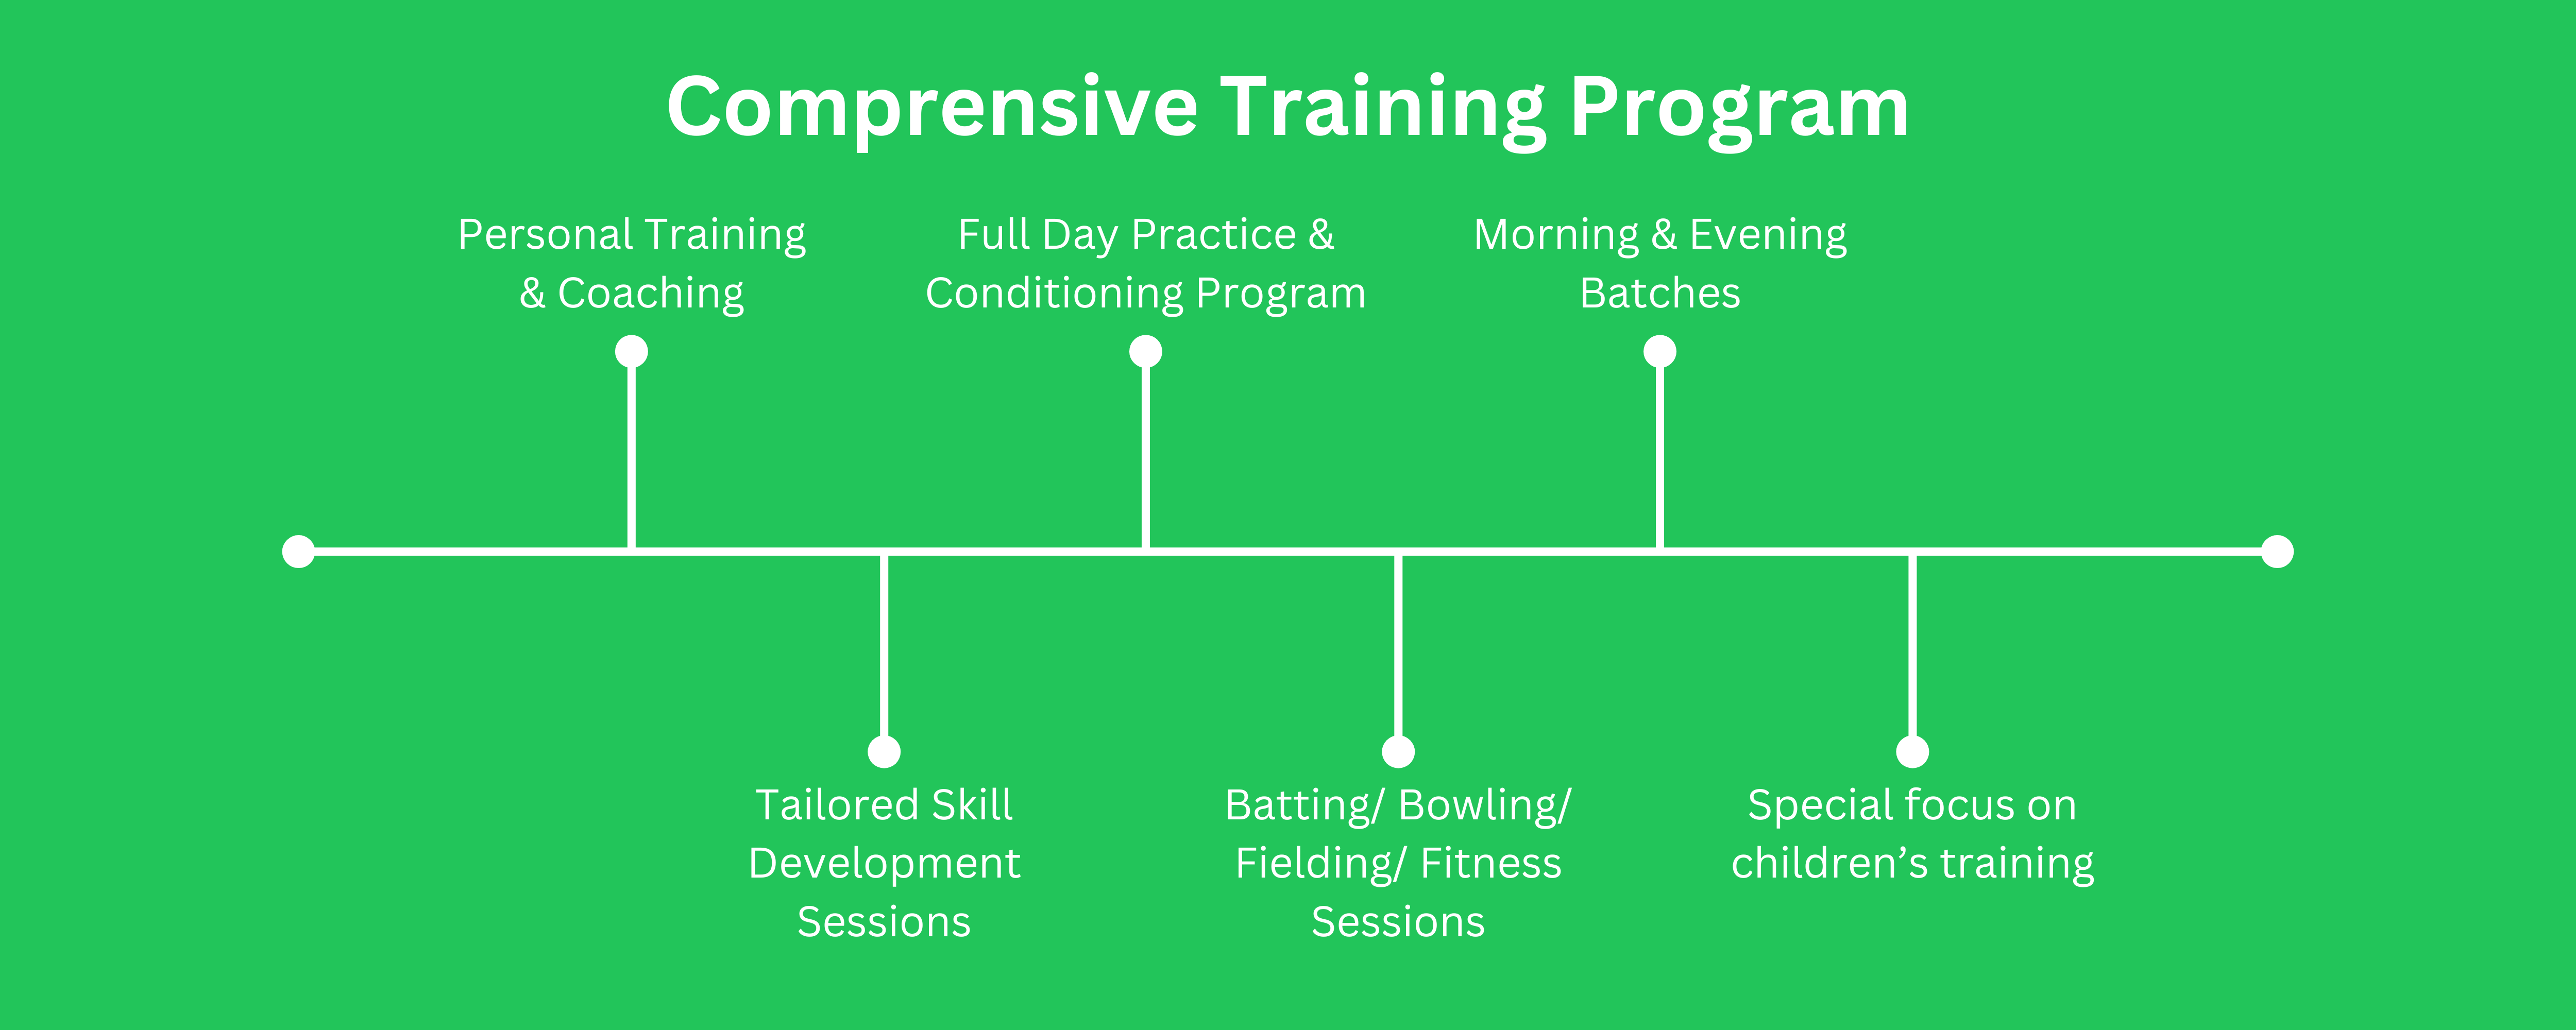 Comprensive Training Program
Personal Training
& Coaching
Full Day Practice &
Conditioning Program
Morning & Evening
Batches
Tailored Skill
Development
Sessions
Batting/ Bowling/
Fielding/ Fitness
Sessions
Special focus on
children’s training